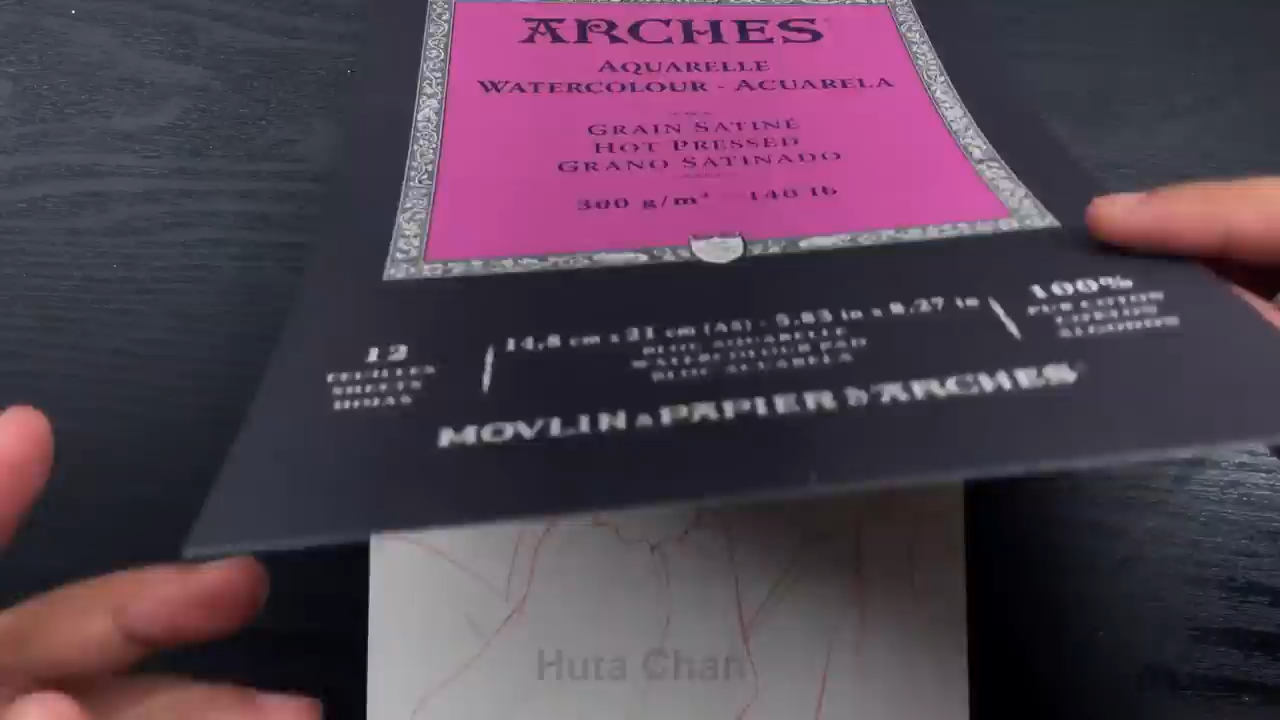 ARCHES
AQUARELLE
WATERCOLOUR - ACUARELA
GRAIN SATINÉ
HOT PRESSED
GRANO SATINADO
300 g/m² 140 lb
12
FEUILLES
SHEETS
HOJAS
14,8 cm x 21 cm (A5) - 5.83 in x 8.27 in
BLOC AQUARELLE
WATERCOLOUR PAD
BLOC ACUARELA
100%
PUR COTON
COTTON
ALGODON
MOVLIN A PAPIER D'ARCHES
Huta Chan